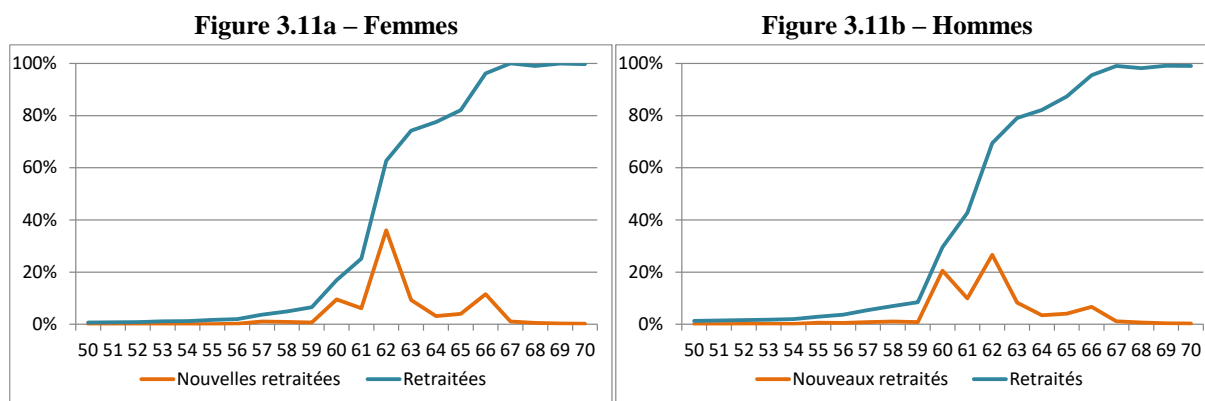 Figure 3.11a – Femmes
100%
80%
60%
40%
20%
0%
50 51 52 53 54 55 56 57 58 59 60 61 62 63 64 65 66 67 68 69 70
Nouvelles retraitées Retraitées
Figure 3.11b – Hommes
100%
80%
60%
40%
20%
0%
50 51 52 53 54 55 56 57 58 59 60 61 62 63 64 65 66 67 68 69 70
Nouveaux retraités Retraités